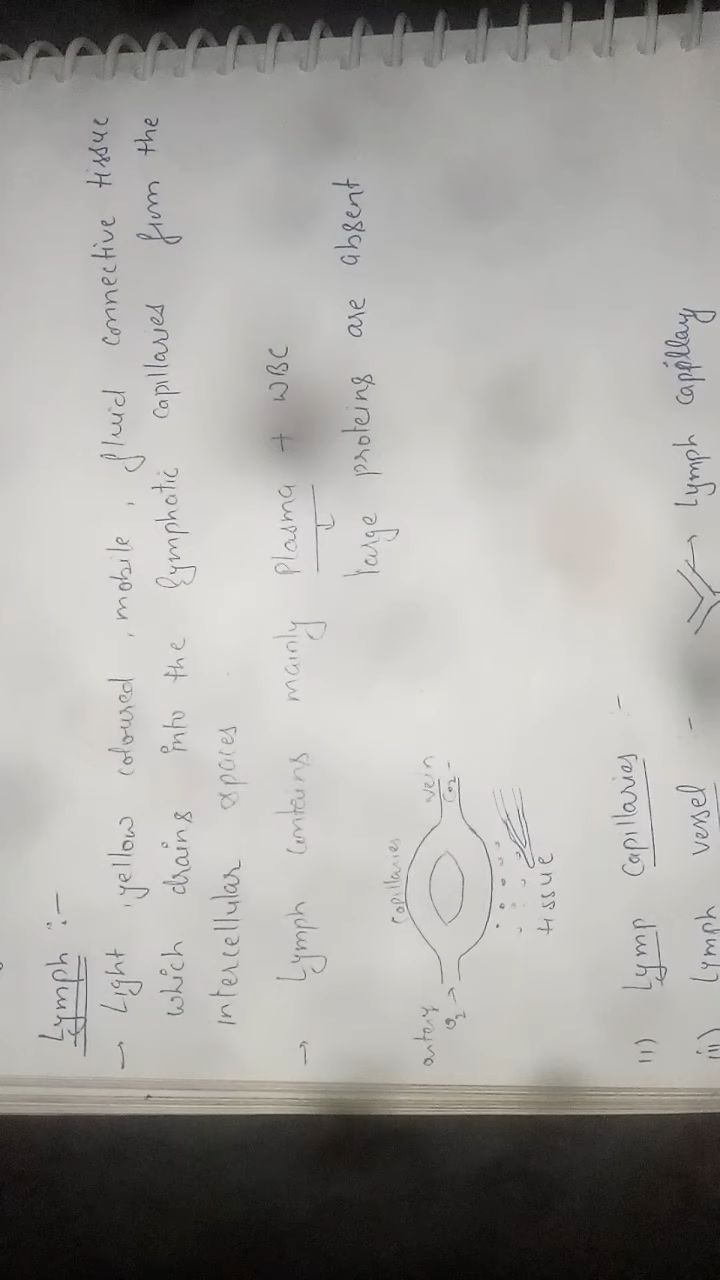 Lymph :-
→ Light , yellow coloured , mobile , fluid connective tissue
which drains into the lymphatic capillaries from the
Intercellular spaces
→ Lymph contains mainly Plasma + WBC
large proteins are absent
capillaries
artery
O2 →
vein
CO2
tissue
Lymp Capillaries :-
ii) Lymph vessel -
→ Lymph capillary